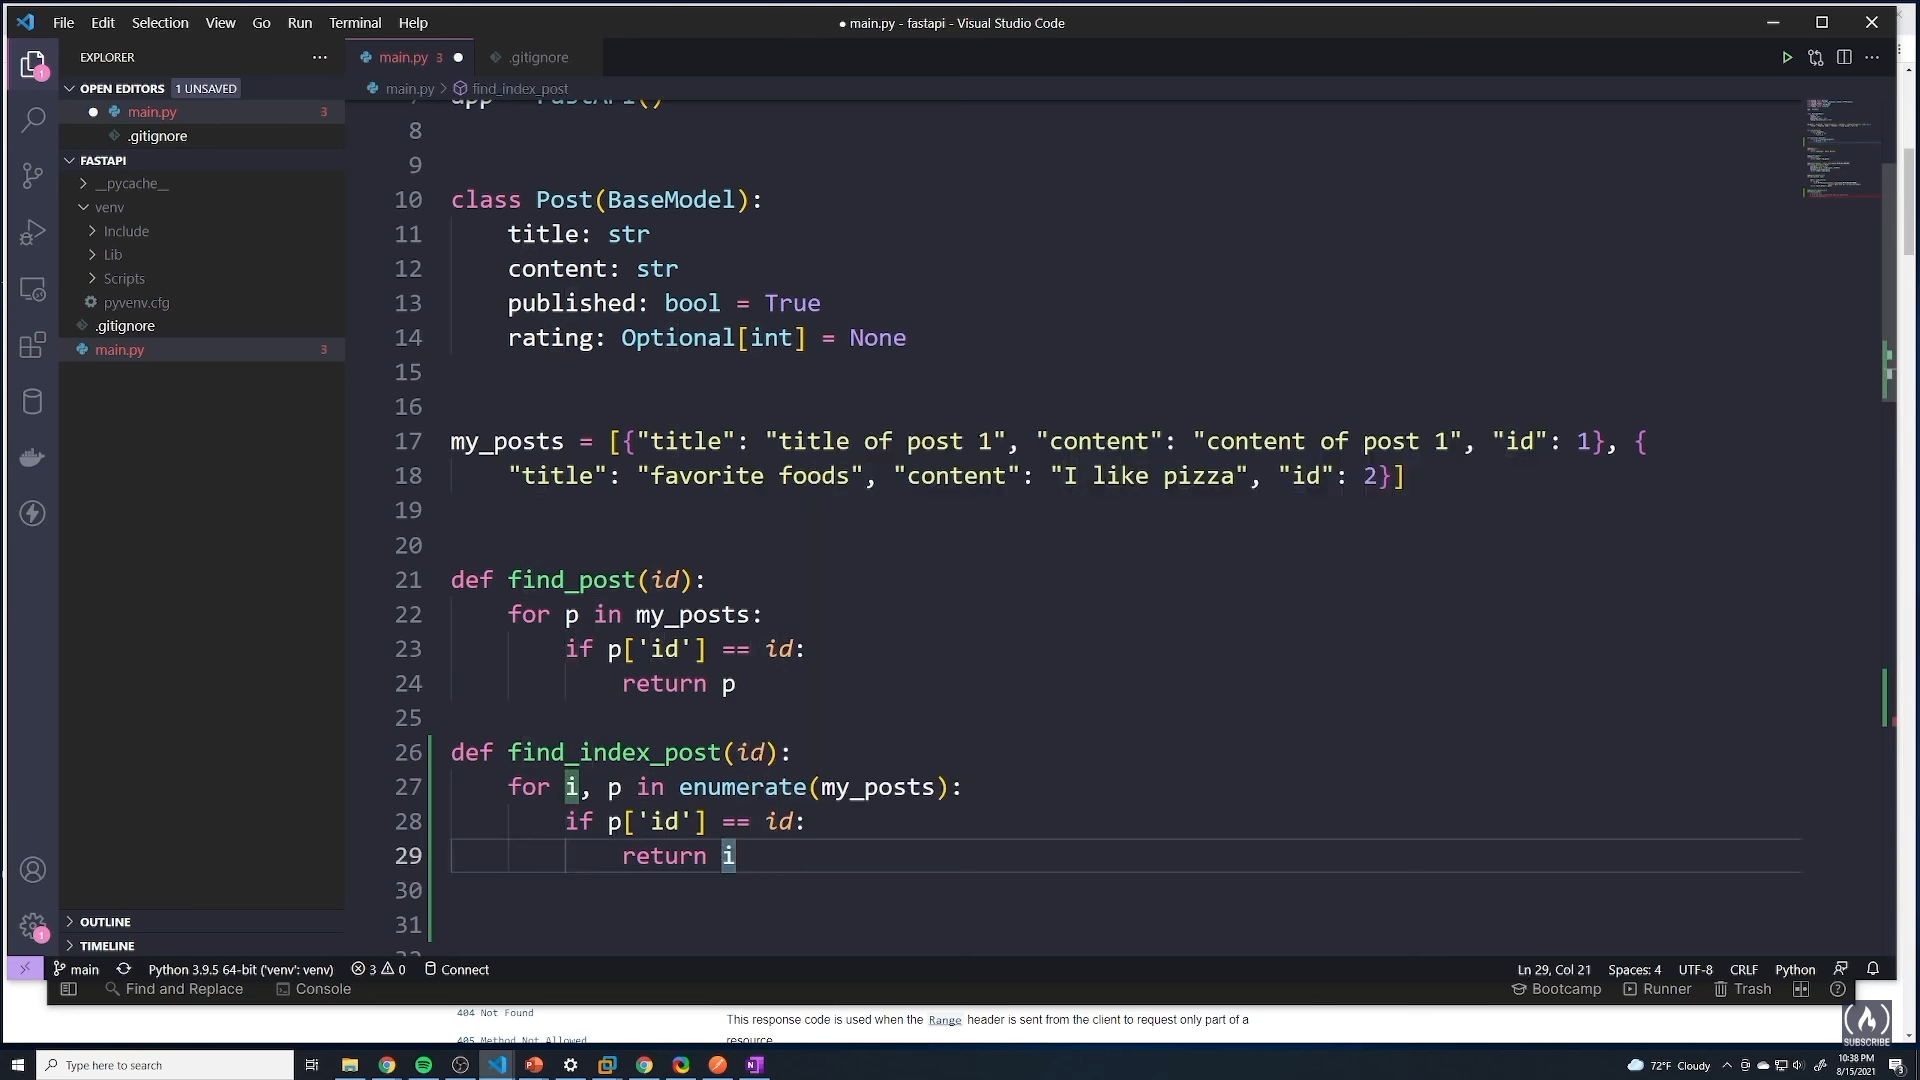 File Edit Selection View Go Run Terminal Help
● main.py - fastapi - Visual Studio Code
EXPLORER
OPEN EDITORS 1 UNSAVED
main.py 3
.gitignore
FASTAPI
__pycache__
venv
Include
Lib
Scripts
pyvenv.cfg
.gitignore
main.py 3
OUTLINE
TIMELINE
main.py 3
.gitignore
main.py > find_index_post
7 app = FastAPI()
8
9
10 class Post(BaseModel):
11 title: str
12 content: str
13 published: bool = True
14 rating: Optional[int] = None
15
16
17 my_posts = [{"title": "title of post 1", "content": "content of post 1", "id": 1}, {
18 "title": "favorite foods", "content": "I like pizza", "id": 2}]
19
20
21 def find_post(id):
22 for p in my_posts:
23 if p['id'] == id:
24 return p
25
26 def find_index_post(id):
27 for i, p in enumerate(my_posts):
28 if p['id'] == id:
29 return i
30
31
main Python 3.9.5 64-bit ('venv': venv) 3 0 Connect
Ln 29, Col 21 Spaces: 4 UTF-8 CRLF Python
Find and Replace Console
Bootcamp Runner Trash
404 Not Found
This response code is used when the Range header is sent from the client to request only part of a
405 Method Not Allowed
resource.
SUBSCRIBE
Type here to search
72°F Cloudy
10:38 PM
8/15/2021